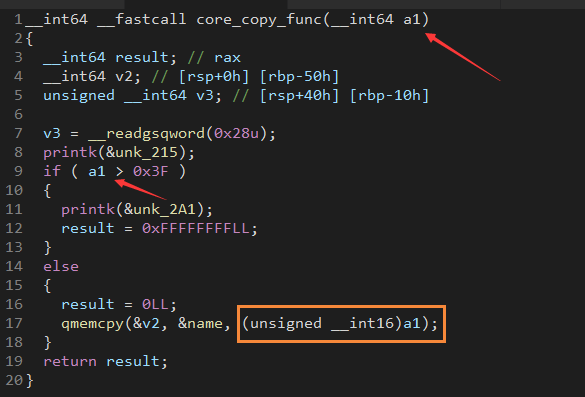 1 __int64 __fastcall core_copy_func(__int64 a1)
2 {
3 __int64 result; // rax
4 __int64 v2; // [rsp+0h] [rbp-50h]
5 unsigned __int64 v3; // [rsp+40h] [rbp-10h]
6
7 v3 = __readgsqword(0x28u);
8 printk(&unk_215);
9 if ( a1 > 0x3F )
10 {
11 printk(&unk_2A1);
12 result = 0xFFFFFFFFLL;
13 }
14 else
15 {
16 result = 0LL;
17 qmemcpy(&v2, &name, (unsigned __int16)a1);
18 }
19 return result;
20 }